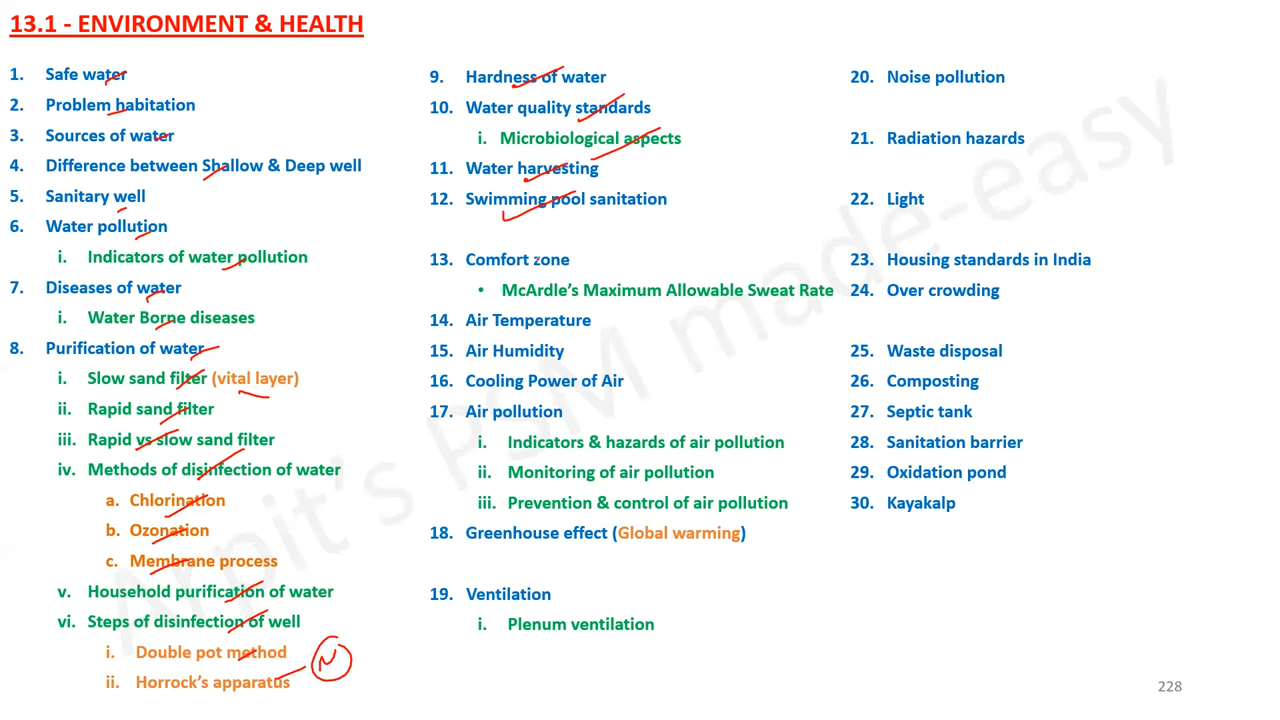 13.1 - ENVIRONMENT & HEALTH
1. Safe water
2. Problem habitation
3. Sources of water
4. Difference between Shallow & Deep well
5. Sanitary well
6. Water pollution
i. Indicators of water pollution
7. Diseases of water
i. Water Borne diseases
8. Purification of water
i. Slow sand filter (vital layer)
ii. Rapid sand filter
iii. Rapid vs slow sand filter
iv. Methods of disinfection of water
a. Chlorination
b. Ozonation
c. Membrane process
v. Household purification of water
vi. Steps of disinfection of well
i. Double pot method
ii. Horrock's apparatus
N
9. Hardness of water
10. Water quality standards
i. Microbiological aspects
11. Water harvesting
12. Swimming pool sanitation
13. Comfort zone
• McArdle's Maximum Allowable Sweat Rate
14. Air Temperature
15. Air Humidity
16. Cooling Power of Air
17. Air pollution
i. Indicators & hazards of air pollution
ii. Monitoring of air pollution
iii. Prevention & control of air pollution
18. Greenhouse effect (Global warming)
19. Ventilation
i. Plenum ventilation
20. Noise pollution
21. Radiation hazards
22. Light
23. Housing standards in India
24. Over crowding
25. Waste disposal
26. Composting
27. Septic tank
28. Sanitation barrier
29. Oxidation pond
30. Kayakalp
Arpit's PSM made-easy
228